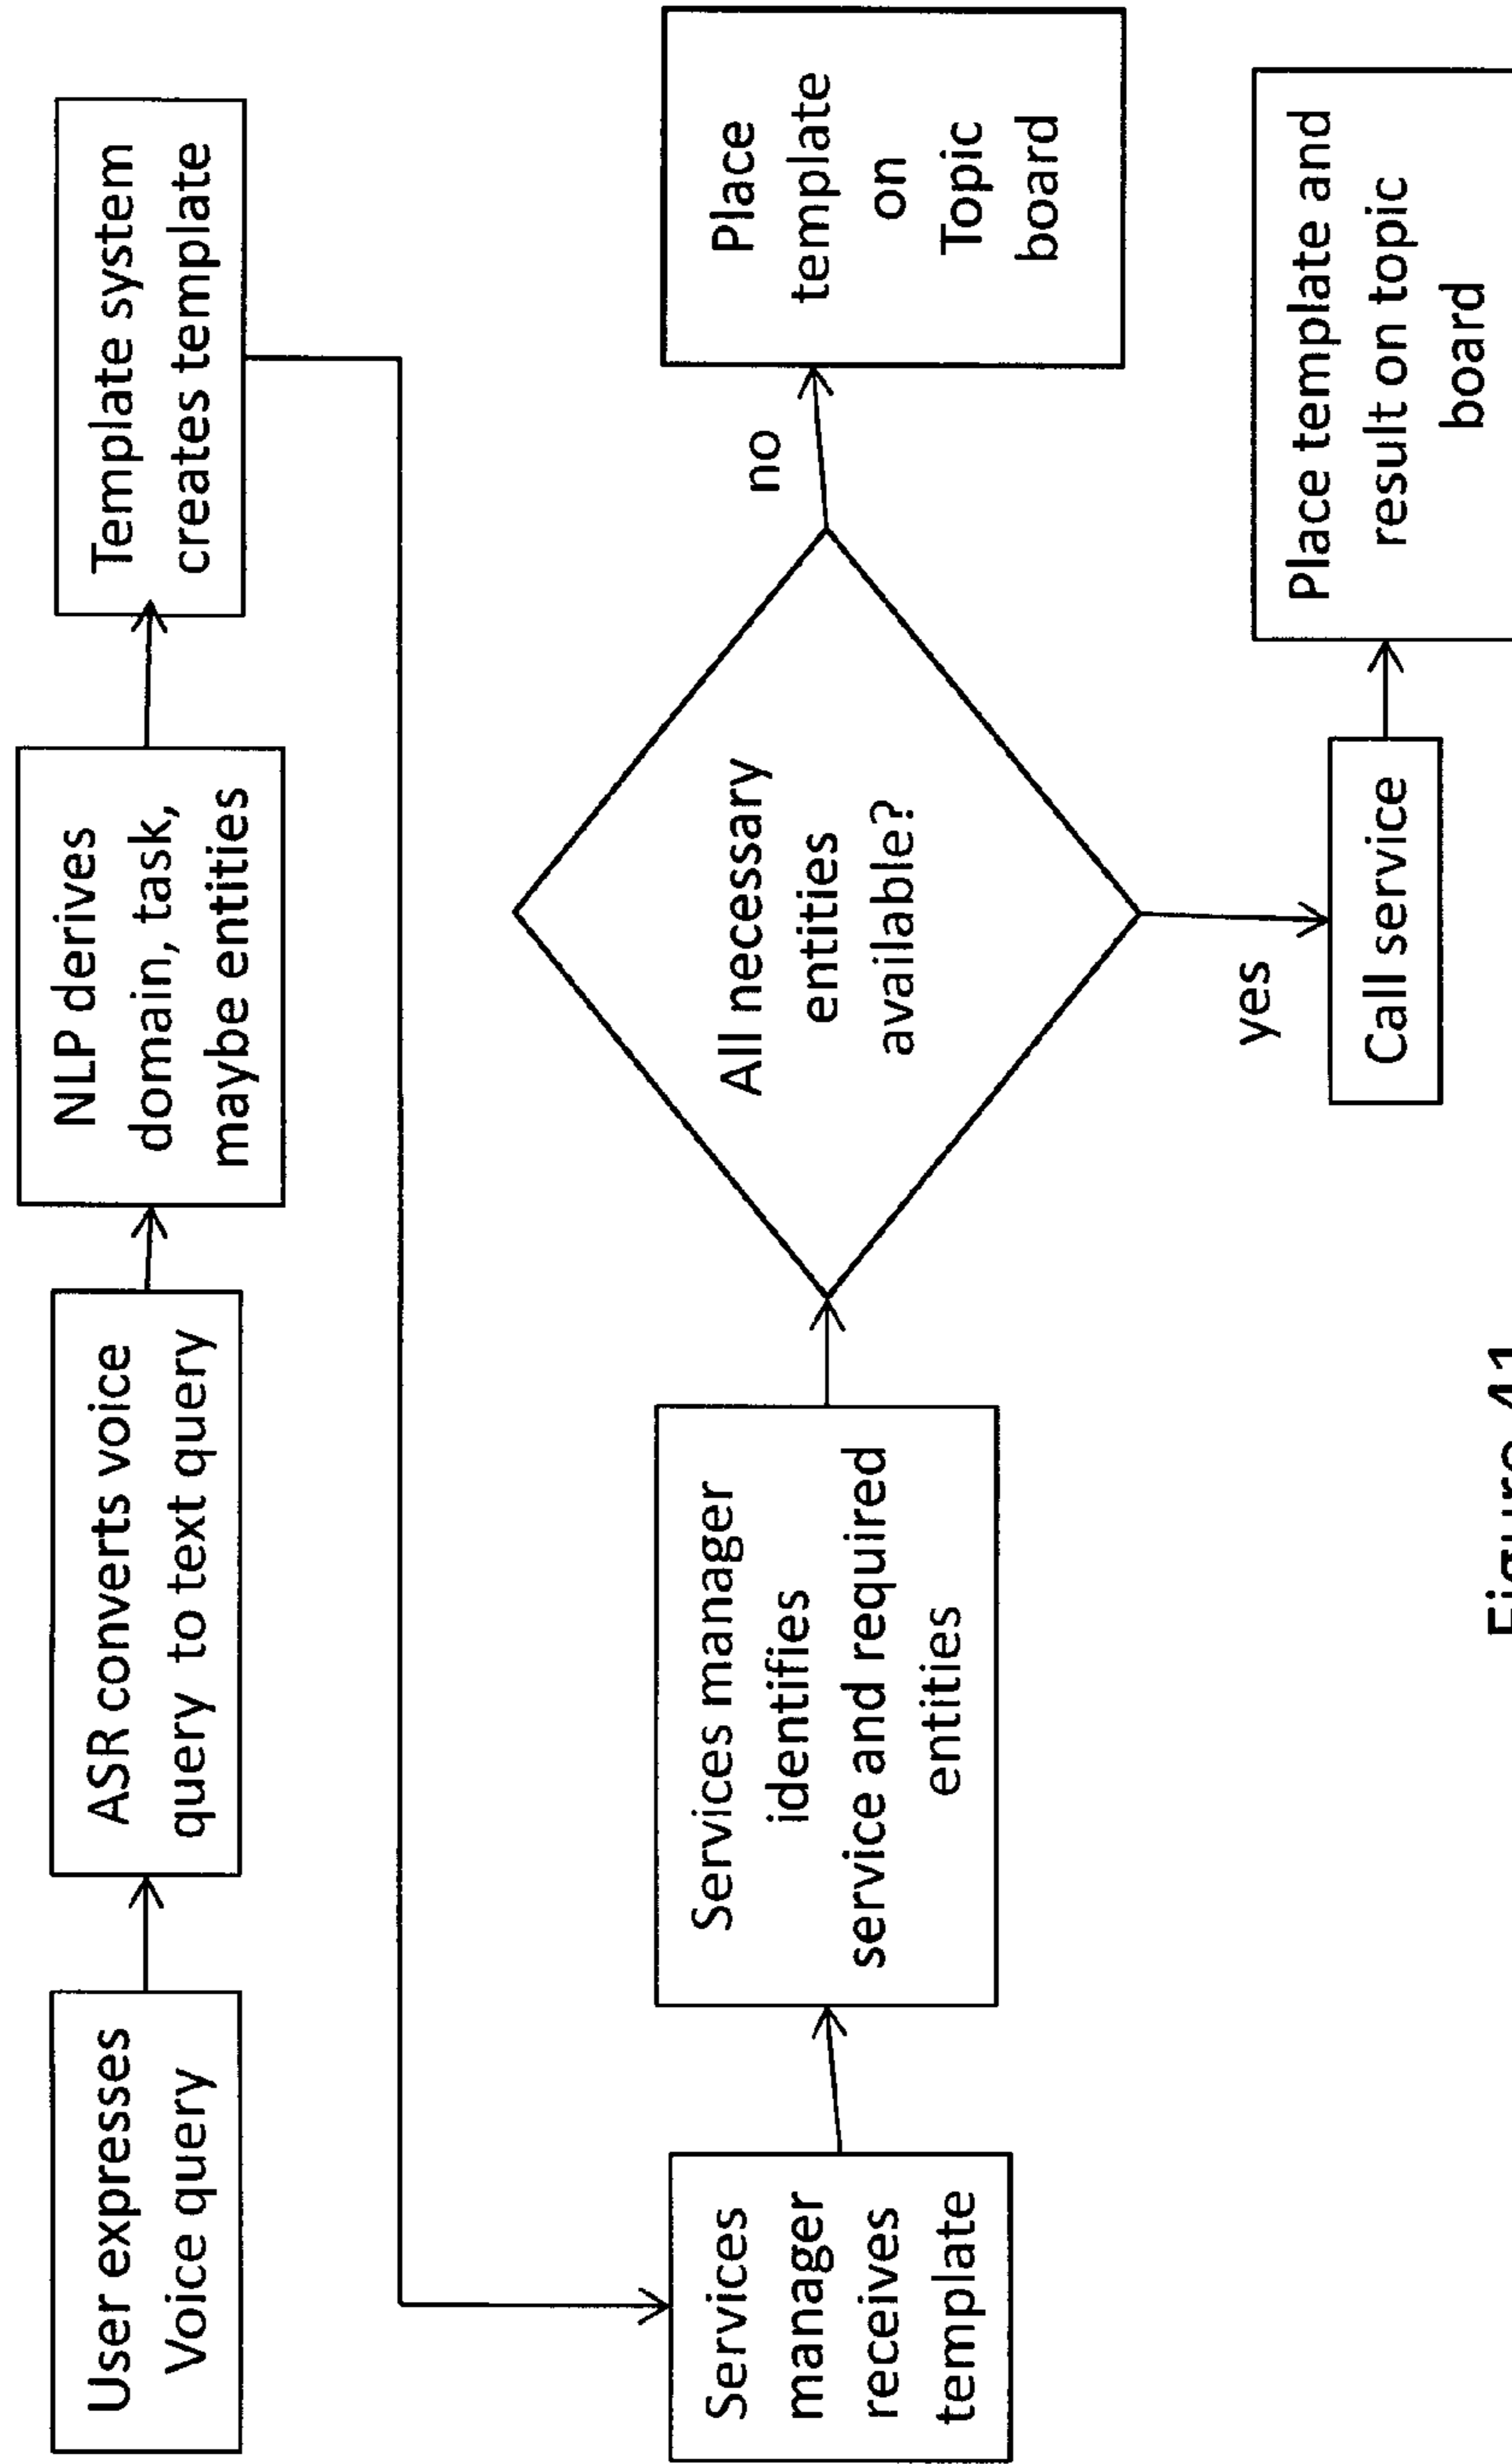 User expresses
Voice query
ASR converts voice
query to text query
NLP derives
domain, task,
maybe entities
Template system
creates template
Services
manager
receives
template
Services manager
identifies
service and required
entities
All necessary
entities
available?
no
Place
template
on
Topic
board
yes
Call service
Place template and
result on topic
board
Figure 41